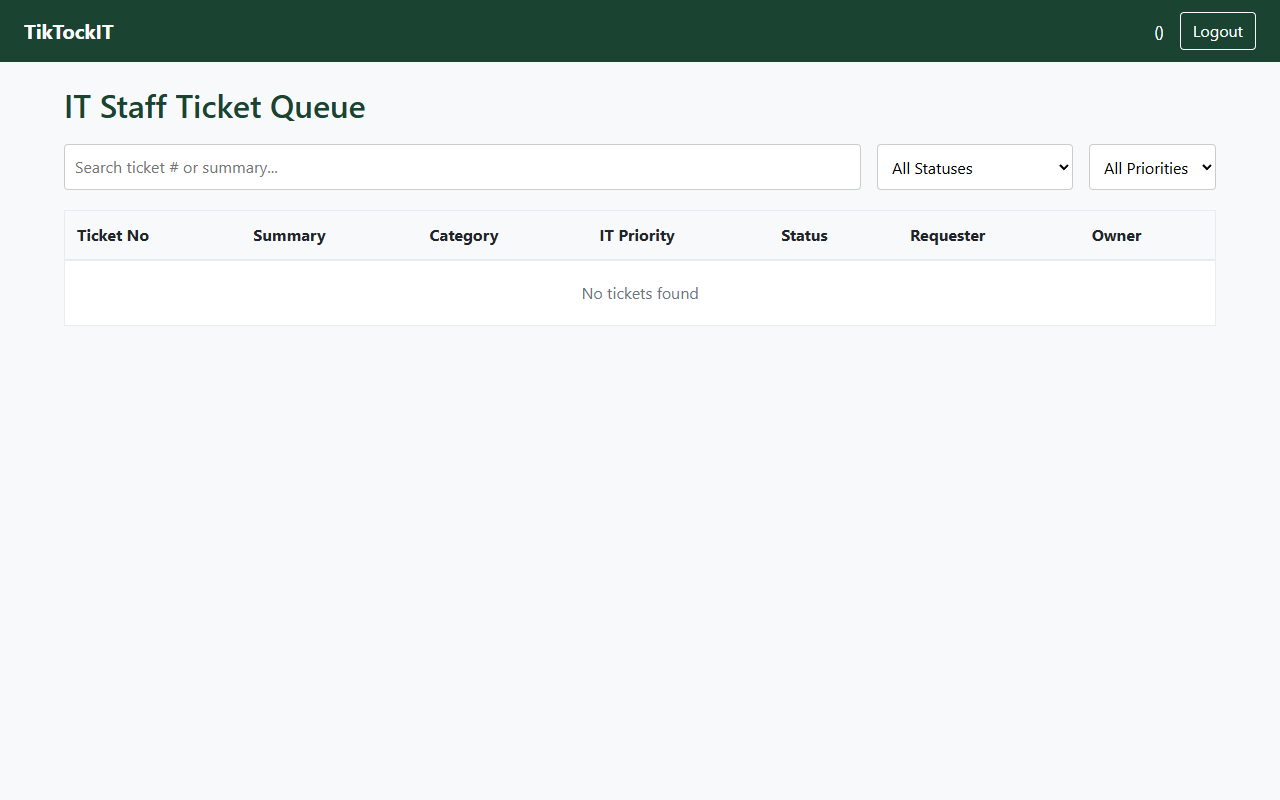 TikTockIT
() Logout
IT Staff Ticket Queue
Search ticket # or summary... All Statuses All Priorities
Ticket No Summary Category IT Priority Status Requester Owner
No tickets found